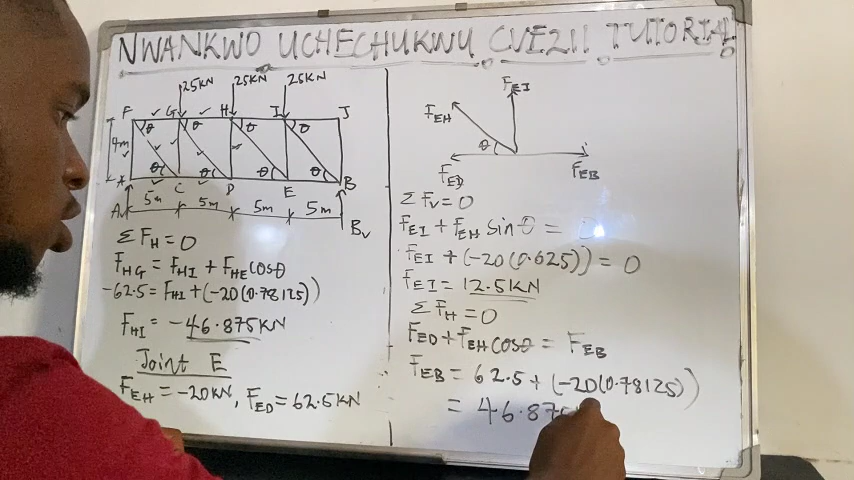 NWANKWO UCHECHUKWU CVE211 TUTORIAL
25KN 25KN 25KN
F G H I J
θ θ θ θ
4m
θ θ θ θ
A C D E B
5m 5m 5m 5m
A Bv
ΣFH = 0
FHG = FHI + FHE cosθ
-62.5 = FHI + (-20(0.78125))
FHI = -46.875KN
Joint E
FEH = -20KN, FED = 62.5KN
FEI
FEH
θ
FED FEB
ΣFV = 0
FEI + FEH sinθ = 0
FEI + (-20(0.625)) = 0
FEI = 12.5KN
ΣFH = 0
FED + FEH cosθ = FEB
FEB = 62.5 + (-20(0.78125))
= 46.87